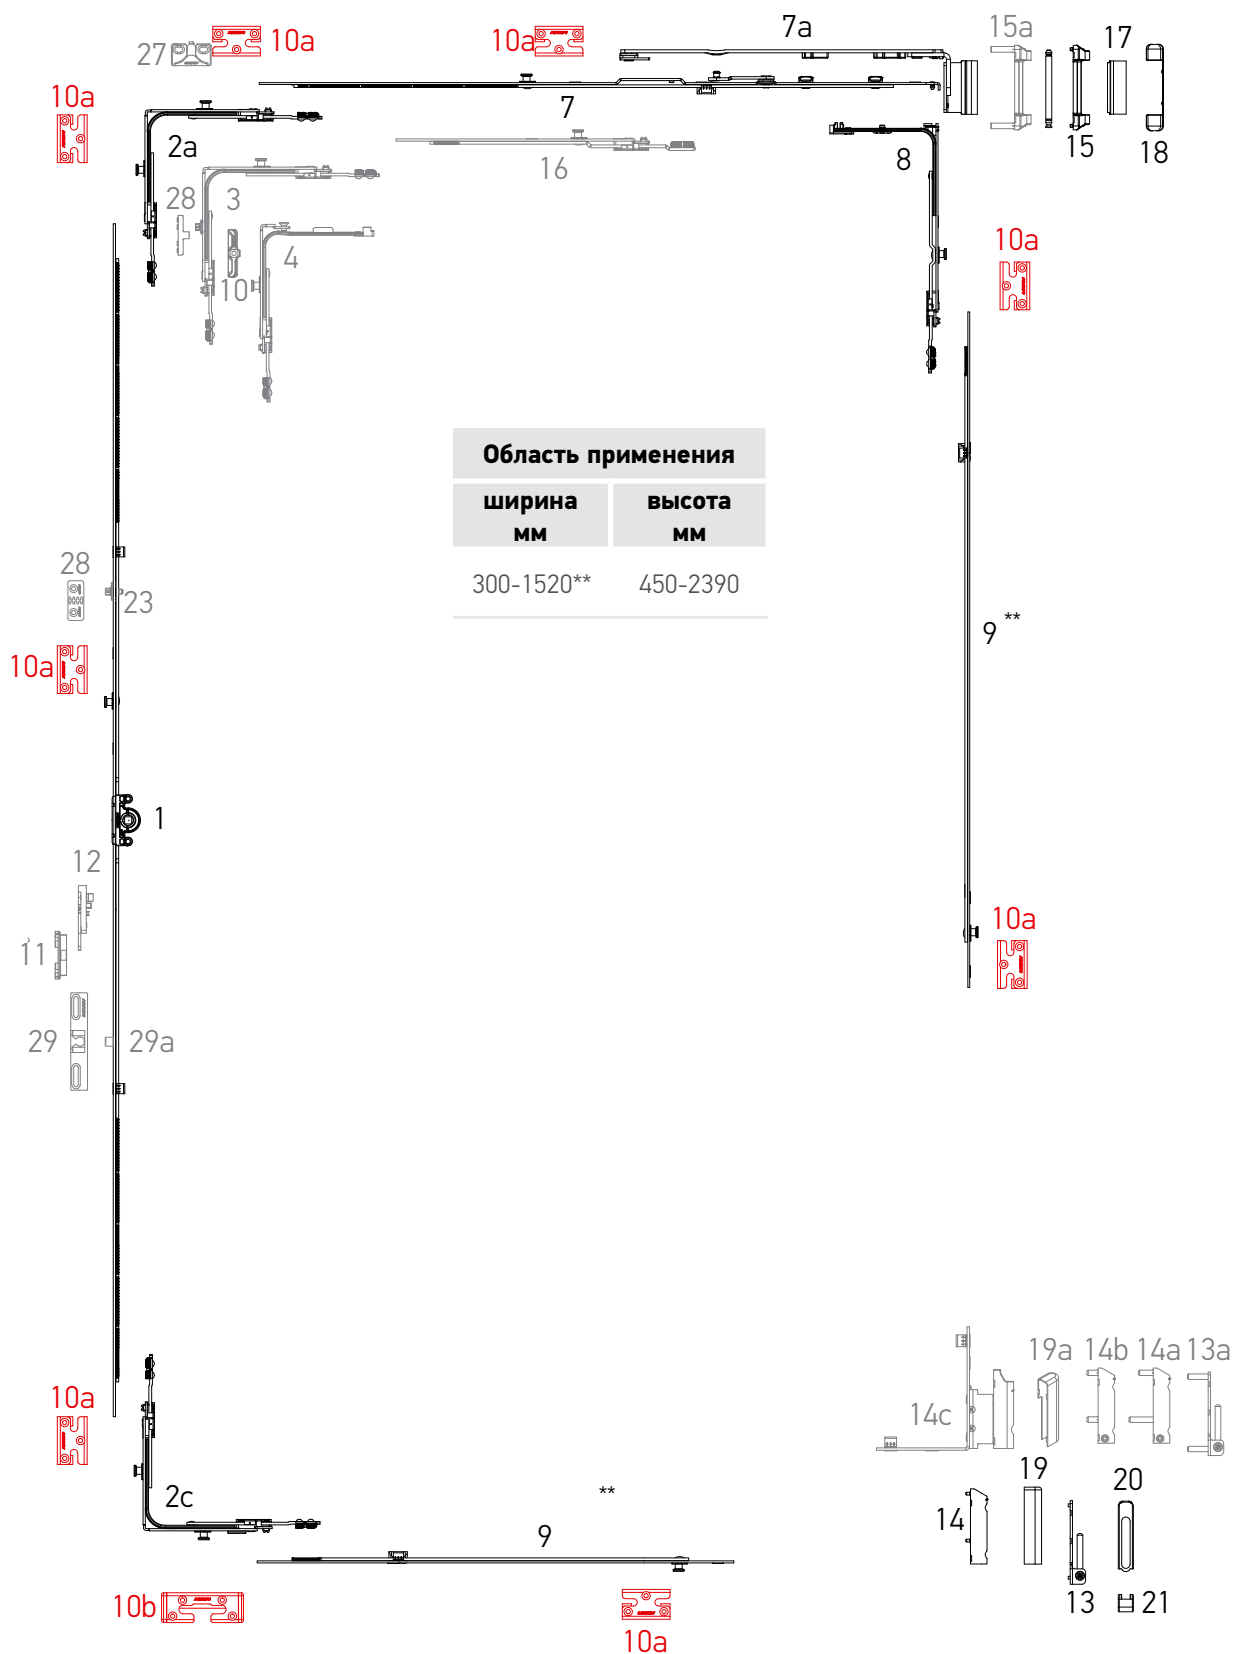 7a
15a
17
10a
10a
27
10a
7
2a
16
8
15
18
28
3
4
10
10a
Область применения
ширина
мм
высота
мм
300-1520**
450-2390
28
23
9 **
10a
1
12
11
10a
29
29a
19a
14b
14a
13a
10a
14c
19
20
2c
**
14
9
10b
13
21
10a